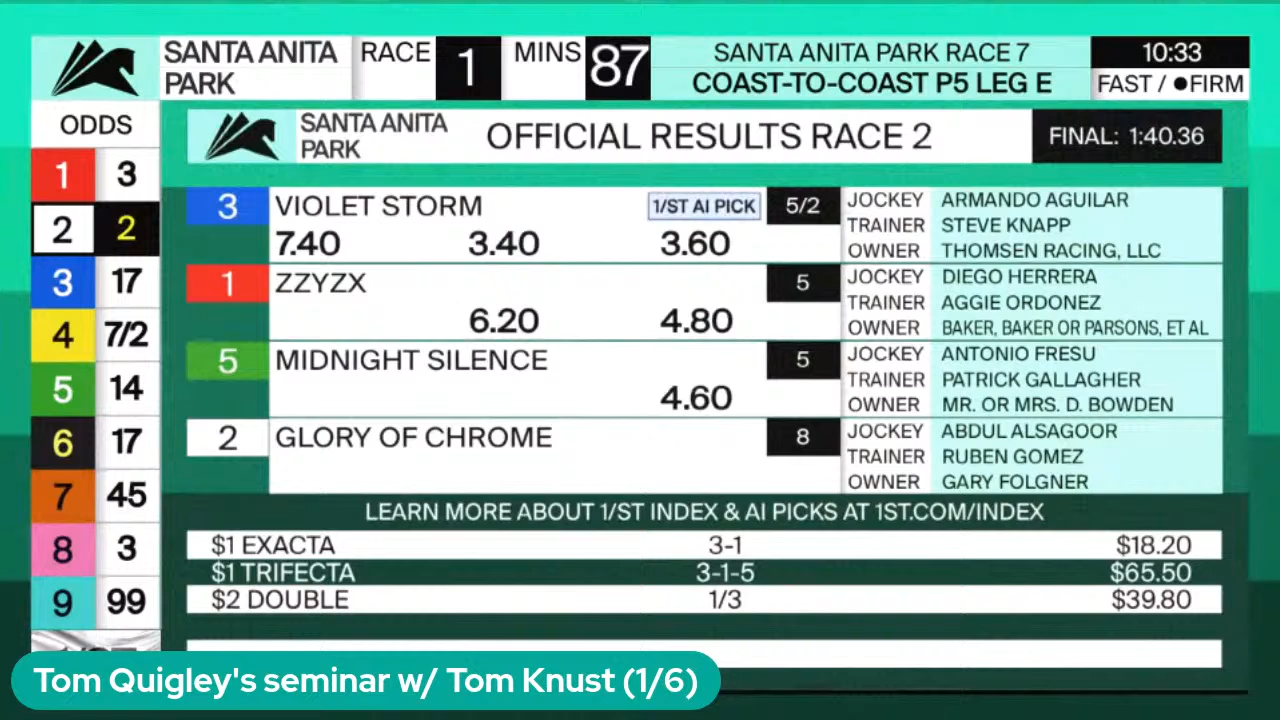 SANTA ANITA PARK
RACE 1 MINS 87
SANTA ANITA PARK RACE 7
COAST-TO-COAST P5 LEG E
10:33
FAST / ●FIRM
ODDS
1 3
2 2
3 17
4 7/2
5 14
6 17
7 45
8 3
9 99
SANTA ANITA PARK
OFFICIAL RESULTS RACE 2
FINAL: 1:40.36
3 VIOLET STORM 1/ST AI PICK 5/2
7.40 3.40 3.60
JOCKEY ARMANDO AGUILAR
TRAINER STEVE KNAPP
OWNER THOMSEN RACING, LLC
1 ZZYZX 5
6.20 4.80
JOCKEY DIEGO HERRERA
TRAINER AGGIE ORDONEZ
OWNER BAKER, BAKER OR PARSONS, ET AL
5 MIDNIGHT SILENCE 5
4.60
JOCKEY ANTONIO FRESU
TRAINER PATRICK GALLAGHER
OWNER MR. OR MRS. D. BOWDEN
2 GLORY OF CHROME 8
JOCKEY ABDUL ALSAGOOR
TRAINER RUBEN GOMEZ
OWNER GARY FOLGNER
LEARN MORE ABOUT 1/ST INDEX & AI PICKS AT 1ST.COM/INDEX
$1 EXACTA 3-1 $18.20
$1 TRIFECTA 3-1-5 $65.50
$2 DOUBLE 1/3 $39.80
Tom Quigley's seminar w/ Tom Knust (1/6)